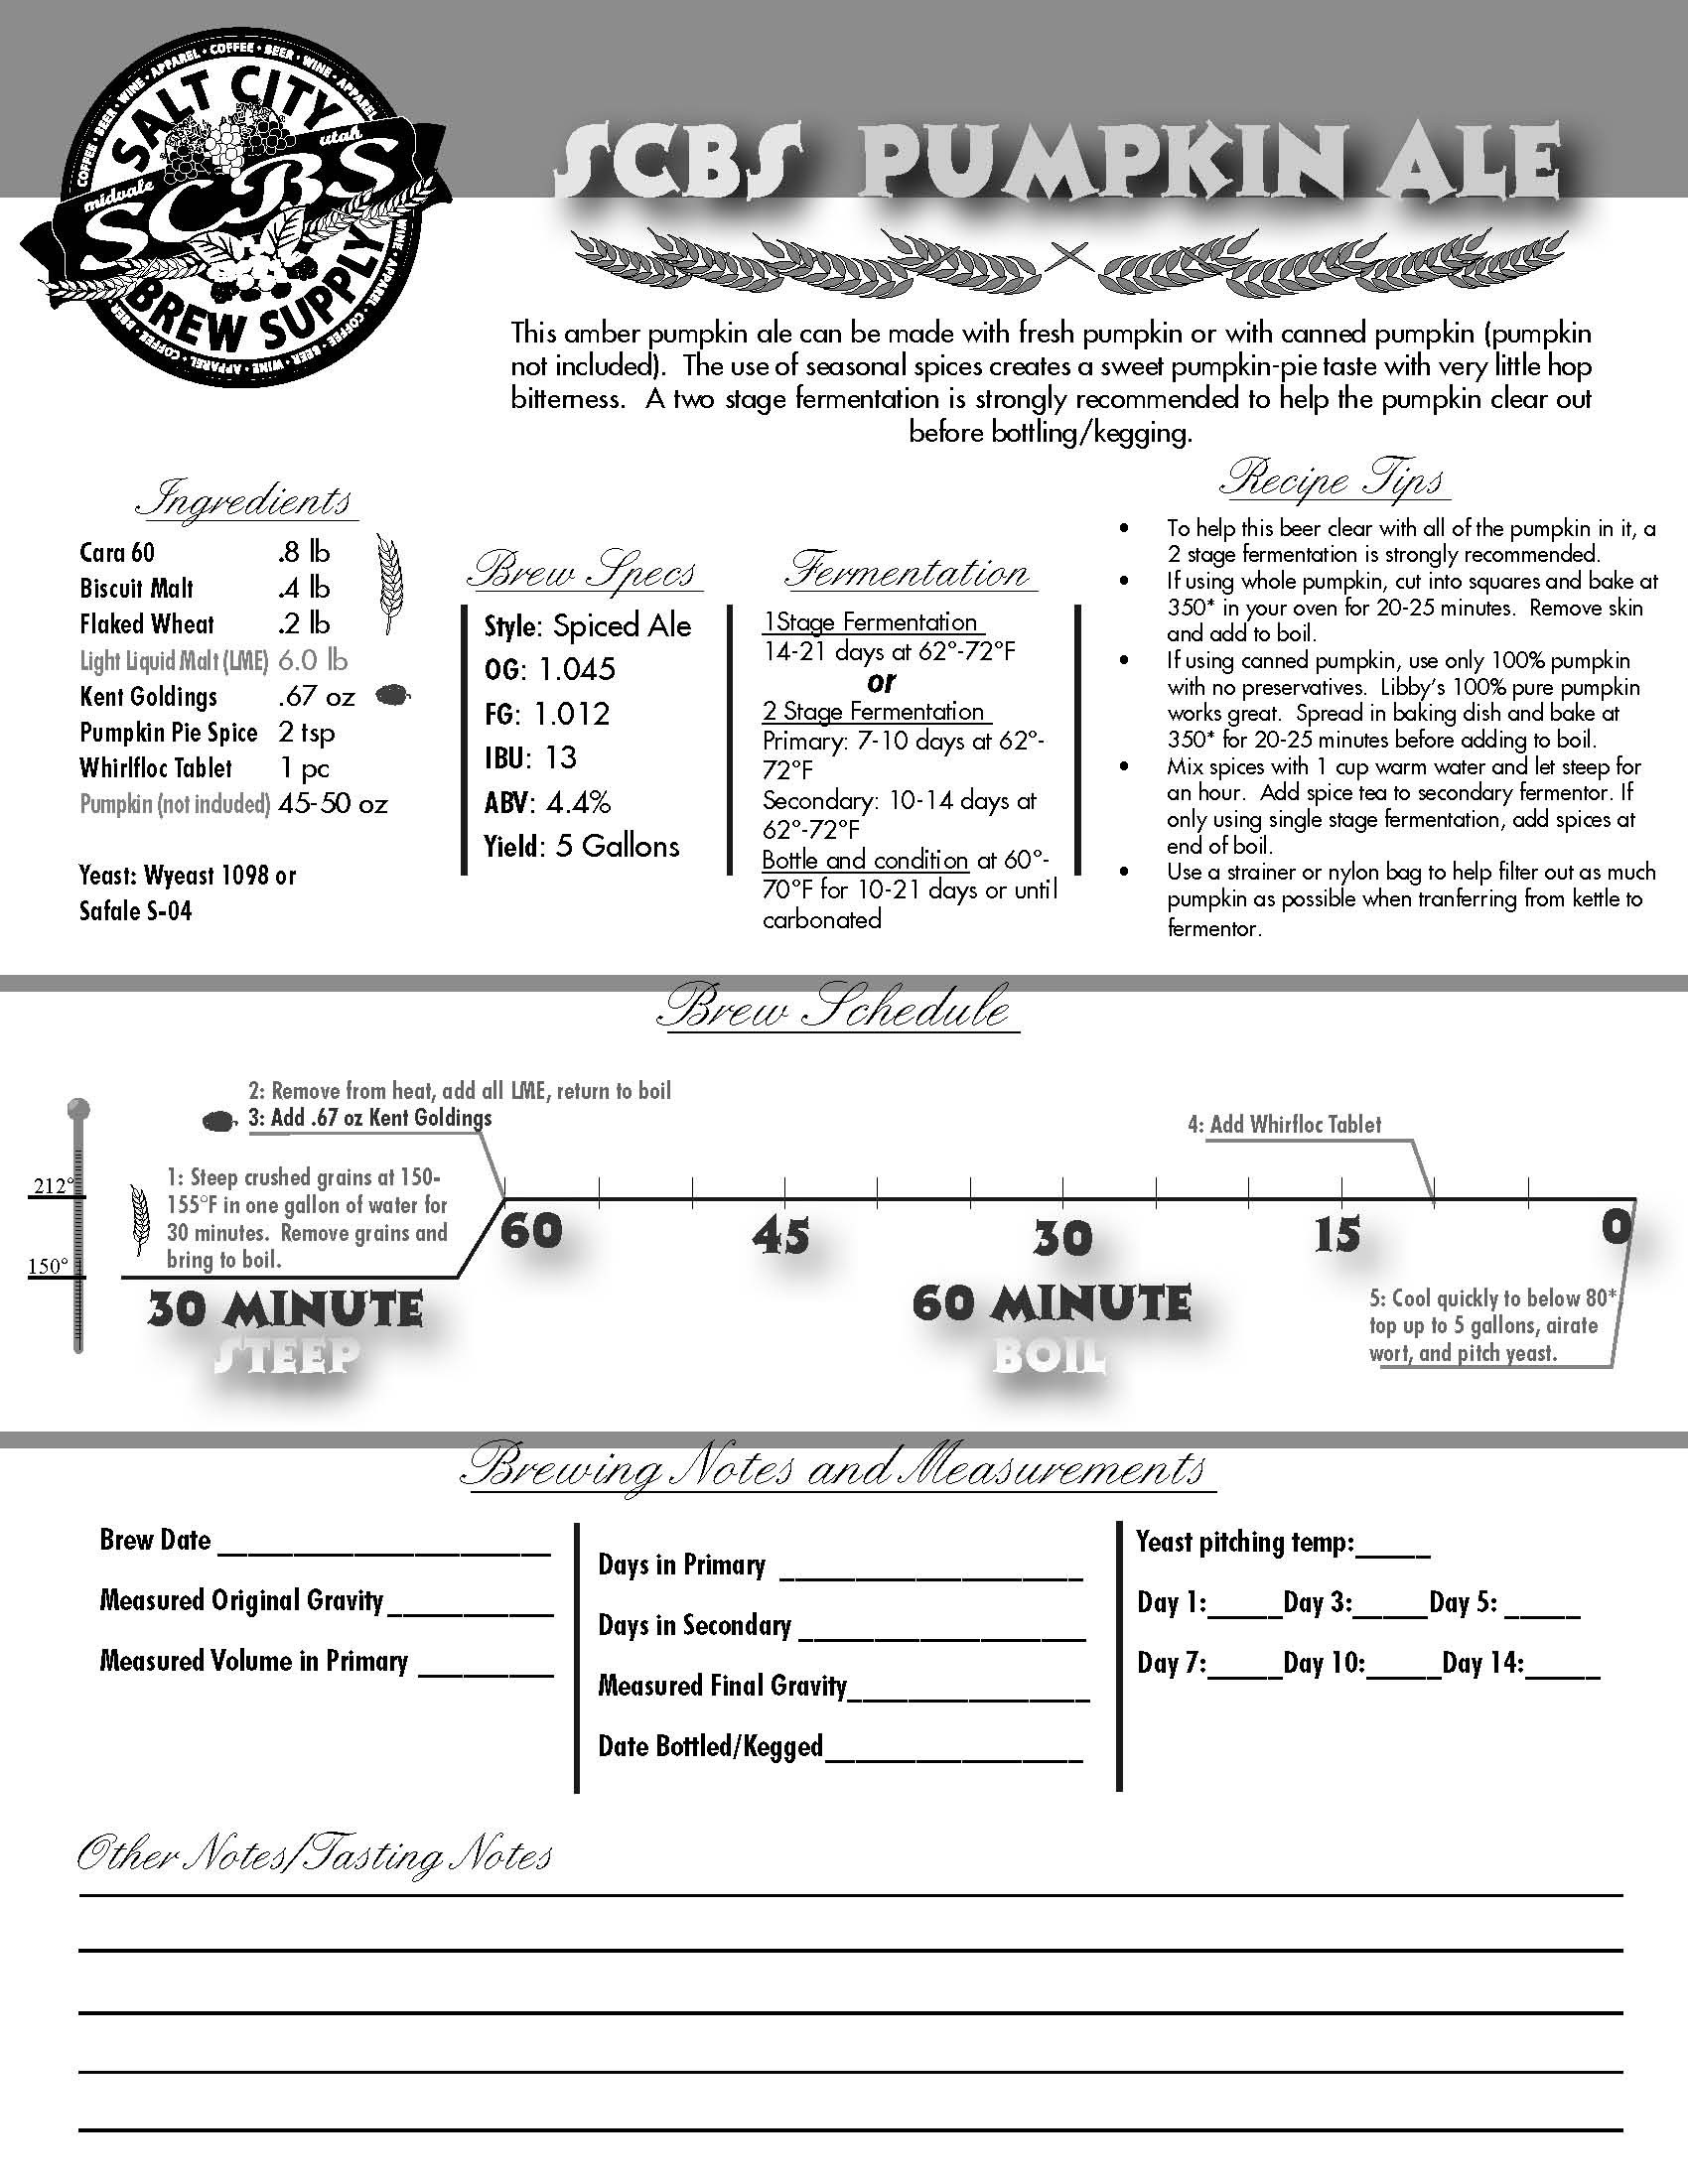 COFFEE • BEER • WINE • APPAREL • COFFEE • BEER • WINE • APPAREL
SALT CITY
midvale
utah
SCBS
BREW SUPPLY
SCBS PUMPKIN ALE
This amber pumpkin ale can be made with fresh pumpkin or with canned pumpkin (pumpkin
not included).  The use of seasonal spices creates a sweet pumpkin-pie taste with very little hop
bitterness.  A two stage fermentation is strongly recommended to help the pumpkin clear out
before bottling/kegging.
Ingredients
Cara 60 .8 lb
Biscuit Malt .4 lb
Flaked Wheat .2 lb
Light Liquid Malt (LME) 6.0 lb
Kent Goldings .67 oz
Pumpkin Pie Spice 2 tsp
Whirlfloc Tablet 1 pc
Pumpkin (not included) 45-50 oz
Yeast: Wyeast 1098 or
Safale S-04
Brew Specs
Style: Spiced Ale
OG: 1.045
FG: 1.012
IBU: 13
ABV: 4.4%
Yield: 5 Gallons
Fermentation
1Stage Fermentation
14-21 days at 62°-72°F
or
2 Stage Fermentation
Primary: 7-10 days at 62°-
72°F
Secondary: 10-14 days at
62°-72°F
Bottle and condition at 60°-
70°F for 10-21 days or until
carbonated
Recipe Tips
• To help this beer clear with all of the pumpkin in it, a
2 stage fermentation is strongly recommended.
• If using whole pumpkin, cut into squares and bake at
350* in your oven for 20-25 minutes.  Remove skin
and add to boil.
• If using canned pumpkin, use only 100% pumpkin
with no preservatives.  Libby's 100% pure pumpkin
works great.  Spread in baking dish and bake at
350* for 20-25 minutes before adding to boil.
• Mix spices with 1 cup warm water and let steep for
an hour.  Add spice tea to secondary fermentor. If
only using single stage fermentation, add spices at
end of boil.
• Use a strainer or nylon bag to help filter out as much
pumpkin as possible when tranferring from kettle to
fermentor.
Brew Schedule
2: Remove from heat, add all LME, return to boil
3: Add .67 oz Kent Goldings
4: Add Whirfloc Tablet
1: Steep crushed grains at 150-
155°F in one gallon of water for
30 minutes.  Remove grains and
bring to boil.
212°
150°
60 45 30 15 0
30 MINUTE
STEEP
60 MINUTE
BOIL
5: Cool quickly to below 80*
top up to 5 gallons, airate
wort, and pitch yeast.
Brewing Notes and Measurements
Brew Date ______________________
Measured Original Gravity ___________
Measured Volume in Primary _________
Days in Primary ____________________
Days in Secondary ___________________
Measured Final Gravity________________
Date Bottled/Kegged_________________
Yeast pitching temp:_____
Day 1:_____Day 3:_____Day 5: _____
Day 7:_____Day 10:_____Day 14:_____
Other Notes/Tasting Notes